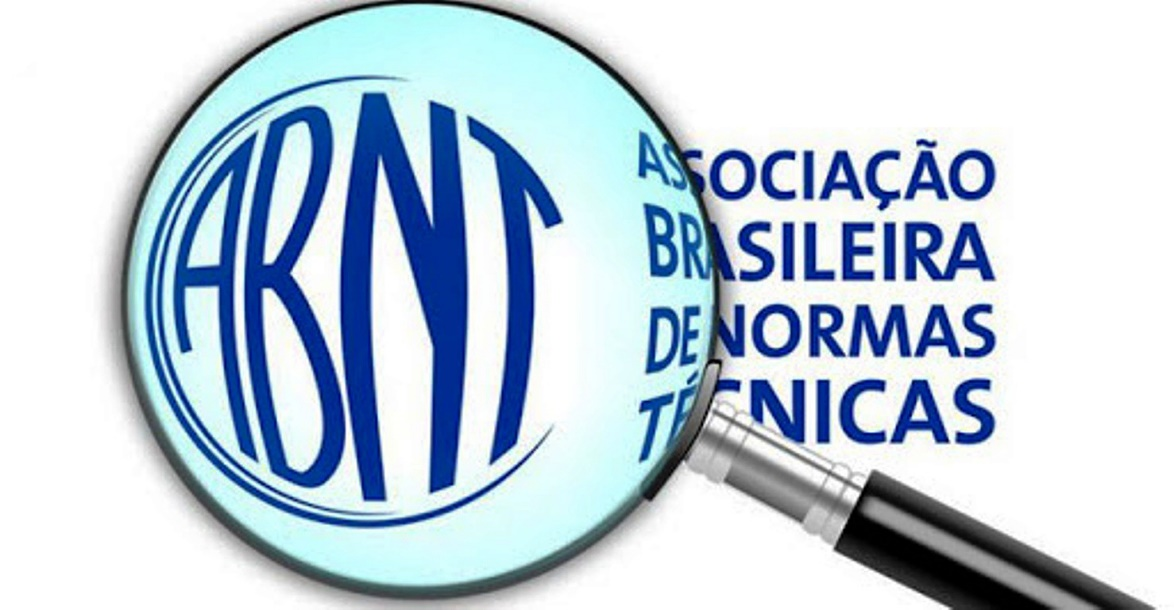 ABNT
ASSOCIAÇÃO
BRASILEIRA
DE NORMAS
TÉCNICAS